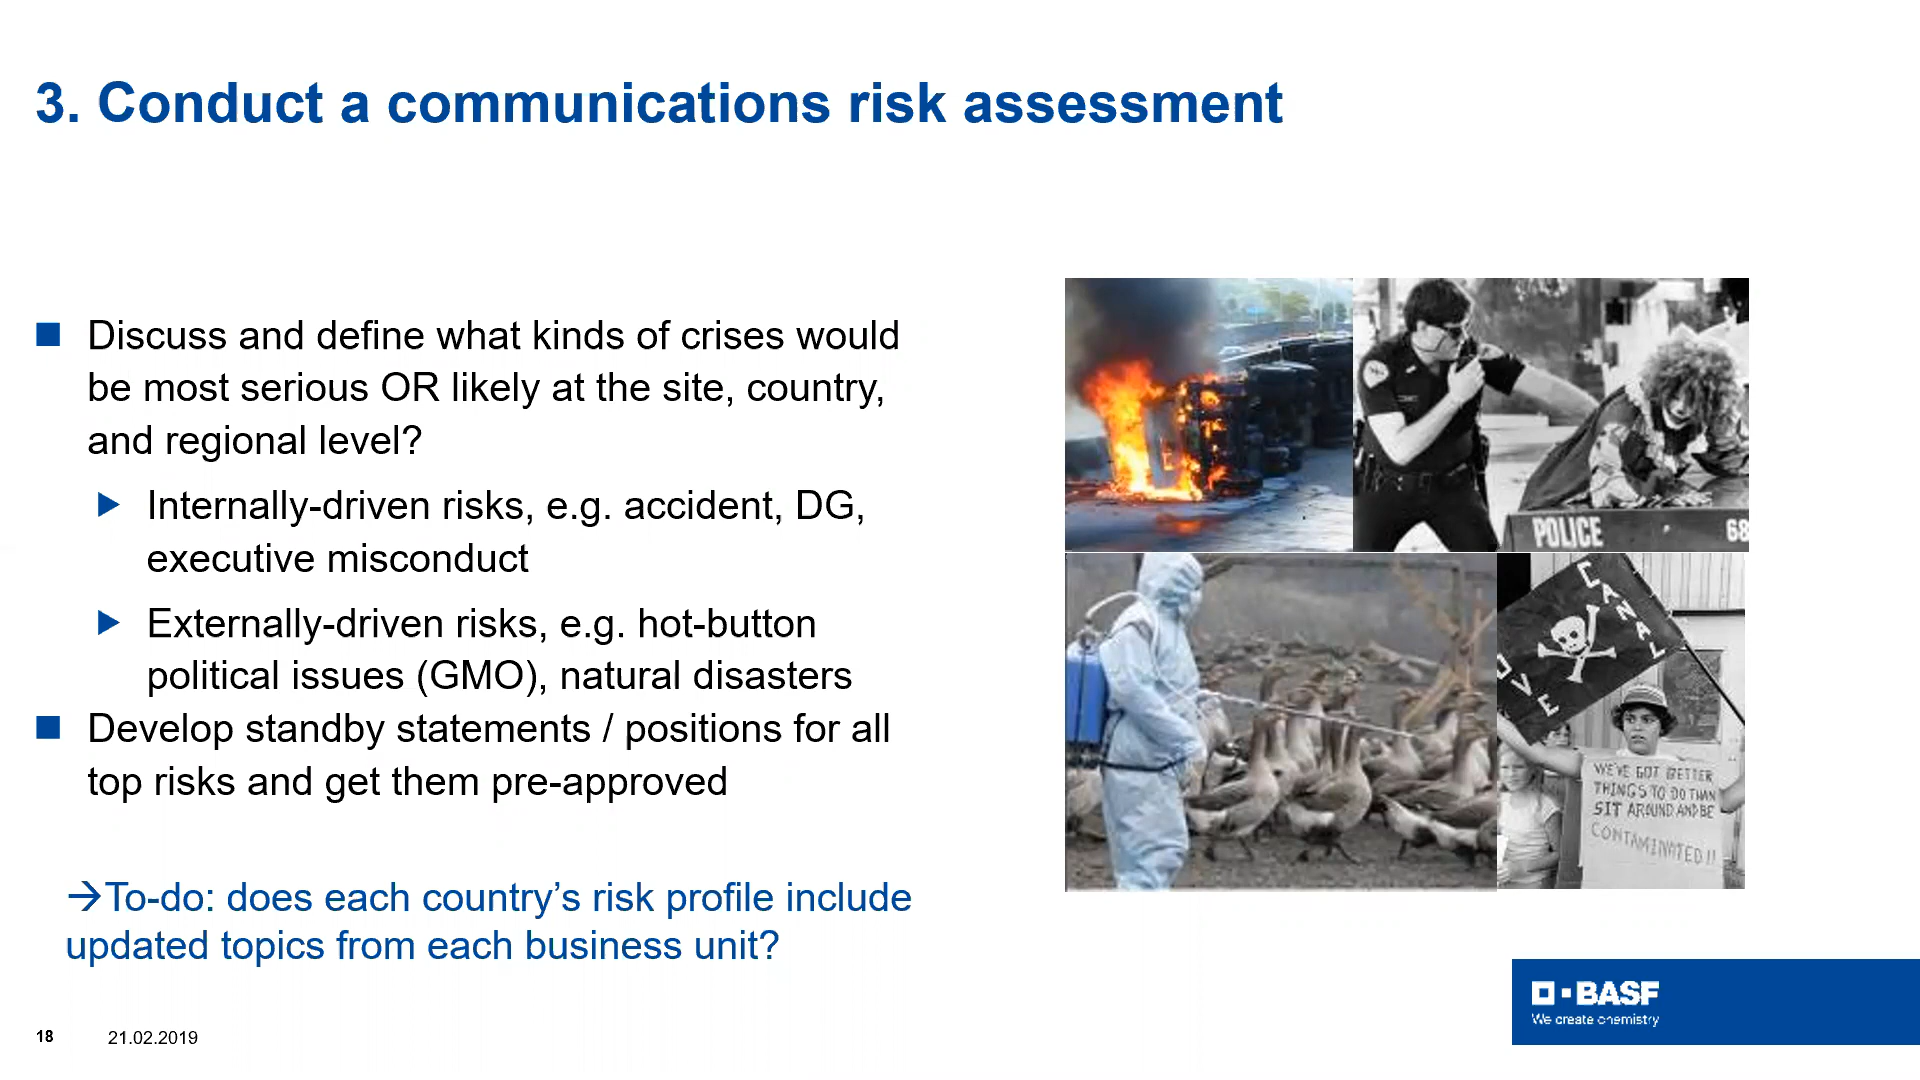 3. Conduct a communications risk assessment
Discuss and define what kinds of crises would
be most serious OR likely at the site, country,
and regional level?
Internally-driven risks, e.g. accident, DG,
executive misconduct
Externally-driven risks, e.g. hot-button
political issues (GMO), natural disasters
Develop standby statements / positions for all
top risks and get them pre-approved
→To-do: does each country’s risk profile include
updated topics from each business unit?
POLICE 68
CANAL
OVE
WE'VE GOT BETTER
THINGS TO DO THAN
SIT AROUND AND BE
CONTAMINATED!!
BASF
We create chemistry
18 21.02.2019